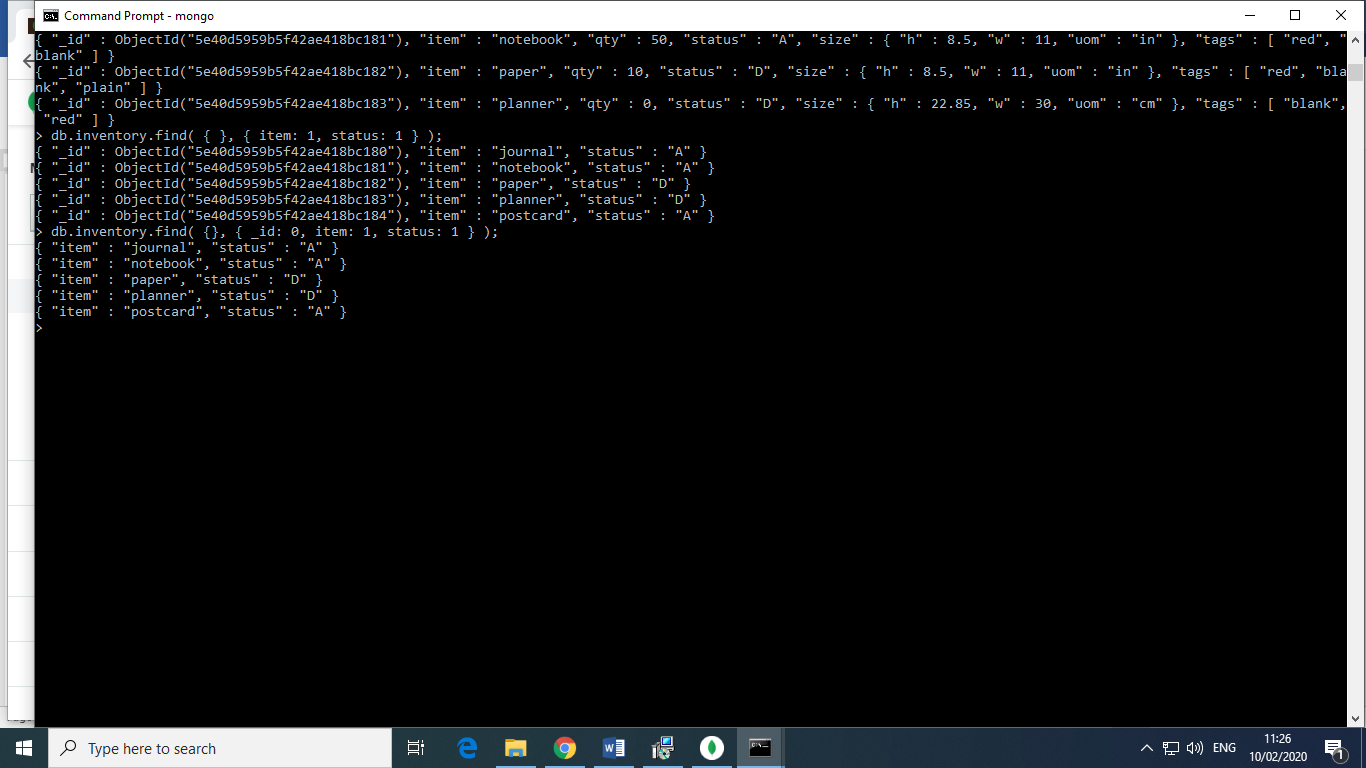 Command Prompt - mongo
{ "_id" : ObjectId("5e40d5959b5f42ae418bc181"), "item" : "notebook", "qty" : 50, "status" : "A", "size" : { "h" : 8.5, "w" : 11, "uom" : "in" }, "tags" : [ "red", "
blank" ] }
{ "_id" : ObjectId("5e40d5959b5f42ae418bc182"), "item" : "paper", "qty" : 10, "status" : "D", "size" : { "h" : 8.5, "w" : 11, "uom" : "in" }, "tags" : [ "red", "bla
nk", "plain" ] }
{ "_id" : ObjectId("5e40d5959b5f42ae418bc183"), "item" : "planner", "qty" : 0, "status" : "D", "size" : { "h" : 22.85, "w" : 30, "uom" : "cm" }, "tags" : [ "blank",
 "red" ] }
> db.inventory.find( { }, { item: 1, status: 1 } );
{ "_id" : ObjectId("5e40d5959b5f42ae418bc180"), "item" : "journal", "status" : "A" }
{ "_id" : ObjectId("5e40d5959b5f42ae418bc181"), "item" : "notebook", "status" : "A" }
{ "_id" : ObjectId("5e40d5959b5f42ae418bc182"), "item" : "paper", "status" : "D" }
{ "_id" : ObjectId("5e40d5959b5f42ae418bc183"), "item" : "planner", "status" : "D" }
{ "_id" : ObjectId("5e40d5959b5f42ae418bc184"), "item" : "postcard", "status" : "A" }
> db.inventory.find( {}, { _id: 0, item: 1, status: 1 } );
{ "item" : "journal", "status" : "A" }
{ "item" : "notebook", "status" : "A" }
{ "item" : "paper", "status" : "D" }
{ "item" : "planner", "status" : "D" }
{ "item" : "postcard", "status" : "A" }
>
Type here to search
ENG
11:26
10/02/2020
1